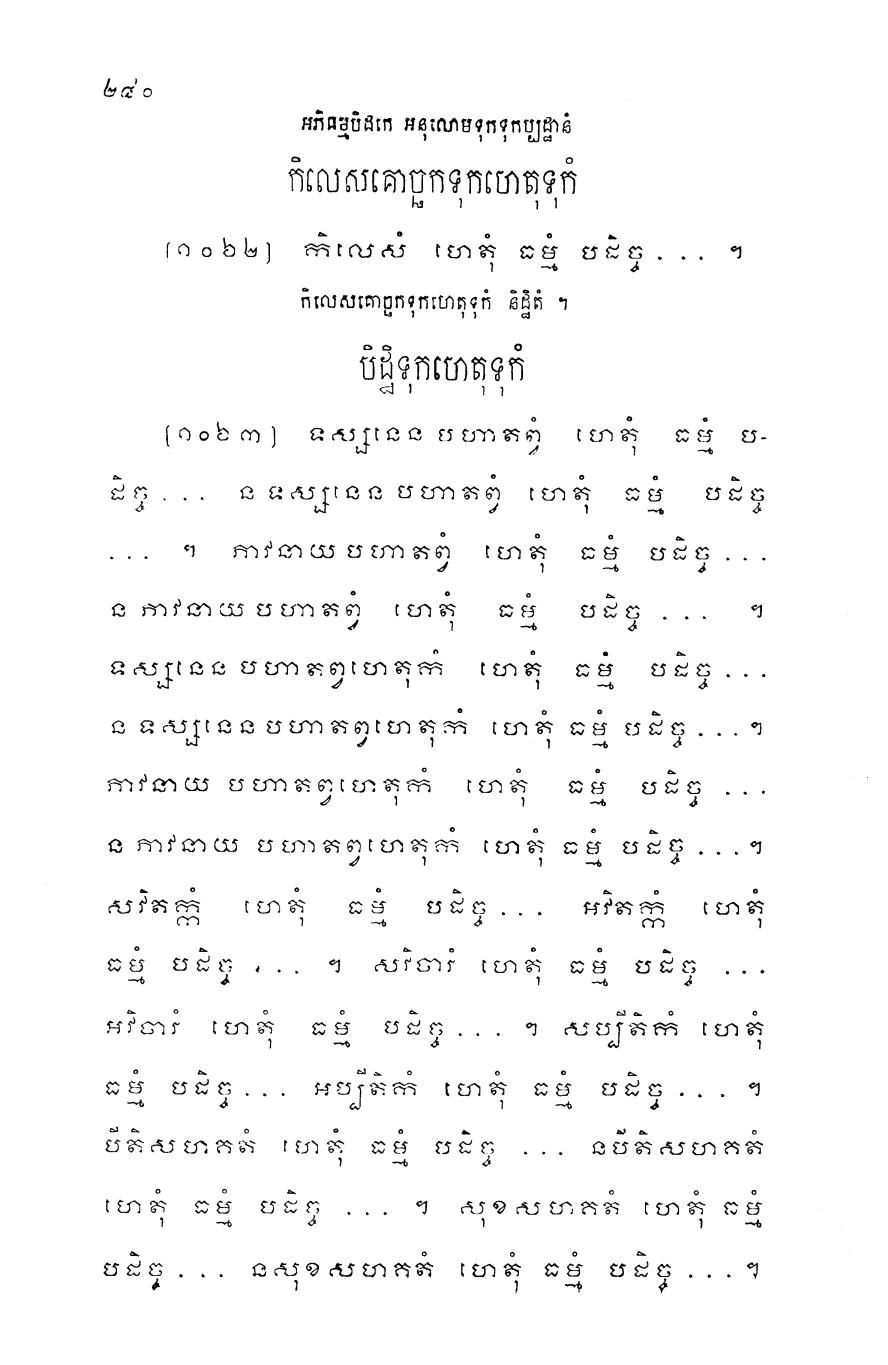 ២៤០
អភិធម្មបិដកេ អនុលោមទុកទុកប្បដ្ឋានំ
កិលេសគោច្ឆកទុកហេតុទុកំ
[១០៦២] កិលេសំ ហេតុំ ធម្មំ បដិច្ច . . . ។
កិលេសគោច្ឆកទុកហេតុទុកំ និដ្ឋិតំ ។
បិដ្ឋិទុកហេតុទុកំ
[១០៦៣] ទស្សនេន បហាតព្វំ ហេតុំ ធម្មំ ប-
ដិច្ច . . . ន ទស្សនេន បហាតព្វំ ហេតុំ ធម្មំ បដិច្ច
. . . ។ ភាវនាយ បហាតព្វំ ហេតុំ ធម្មំ បដិច្ច . . .
ន ភាវនាយ បហាតព្វំ ហេតុំ ធម្មំ បដិច្ច . . . ។
ទស្សនេន បហាតព្វហេតុកំ ហេតុំ ធម្មំ បដិច្ច . . .
ន ទស្សនេន បហាតព្វហេតុកំ ហេតុំ ធម្មំ បដិច្ច . . . ។
ភាវនាយ បហាតព្វហេតុកំ ហេតុំ ធម្មំ បដិច្ច . . .
ន ភាវនាយ បហាតព្វហេតុកំ ហេតុំ ធម្មំ បដិច្ច . . . ។
សវិតក្កំ ហេតុំ ធម្មំ បដិច្ច . . . អវិតក្កំ ហេតុំ
ធម្មំ បដិច្ច . . . ។ សវិចារំ ហេតុំ ធម្មំ បដិច្ច . . .
អវិចារំ ហេតុំ ធម្មំ បដិច្ច . . . ។ សប្បីតិកំ ហេតុំ
ធម្មំ បដិច្ច . . . អប្បីតិកំ ហេតុំ ធម្មំ បដិច្ច . . . ។
បីតិសហគតំ ហេតុំ ធម្មំ បដិច្ច . . . នបីតិសហគតំ
ហេតុំ ធម្មំ បដិច្ច . . . ។ សុខសហគតំ ហេតុំ ធម្មំ
បដិច្ច . . . នសុខសហគតំ ហេតុំ ធម្មំ បដិច្ច . . . ។